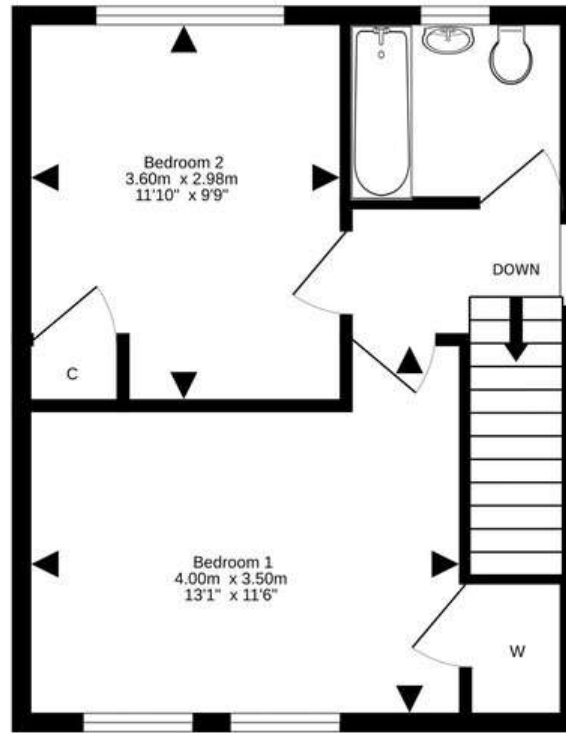 Bedroom 2
3.60m x 2.98m
11'10" x 9'9"
DOWN
C
Bedroom 1
4.00m x 3.50m
13'1" x 11'6"
W